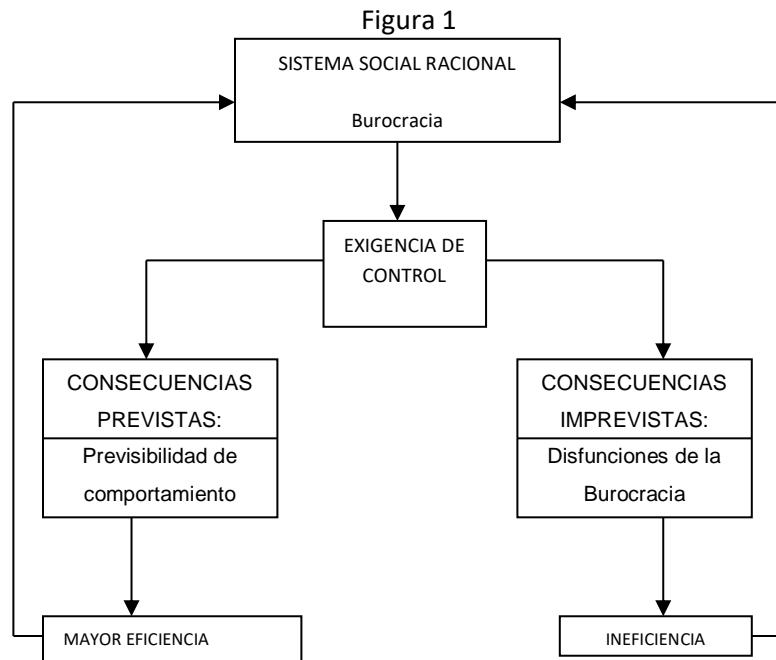 Figura 1
SISTEMA SOCIAL RACIONAL
Burocracia
EXIGENCIA DE
CONTROL
CONSECUENCIAS
PREVISTAS:
Previsibilidad de
comportamiento
CONSECUENCIAS
IMPREVISTAS:
Disfunciones de la
Burocracia
MAYOR EFICIENCIA
INEFICIENCIA